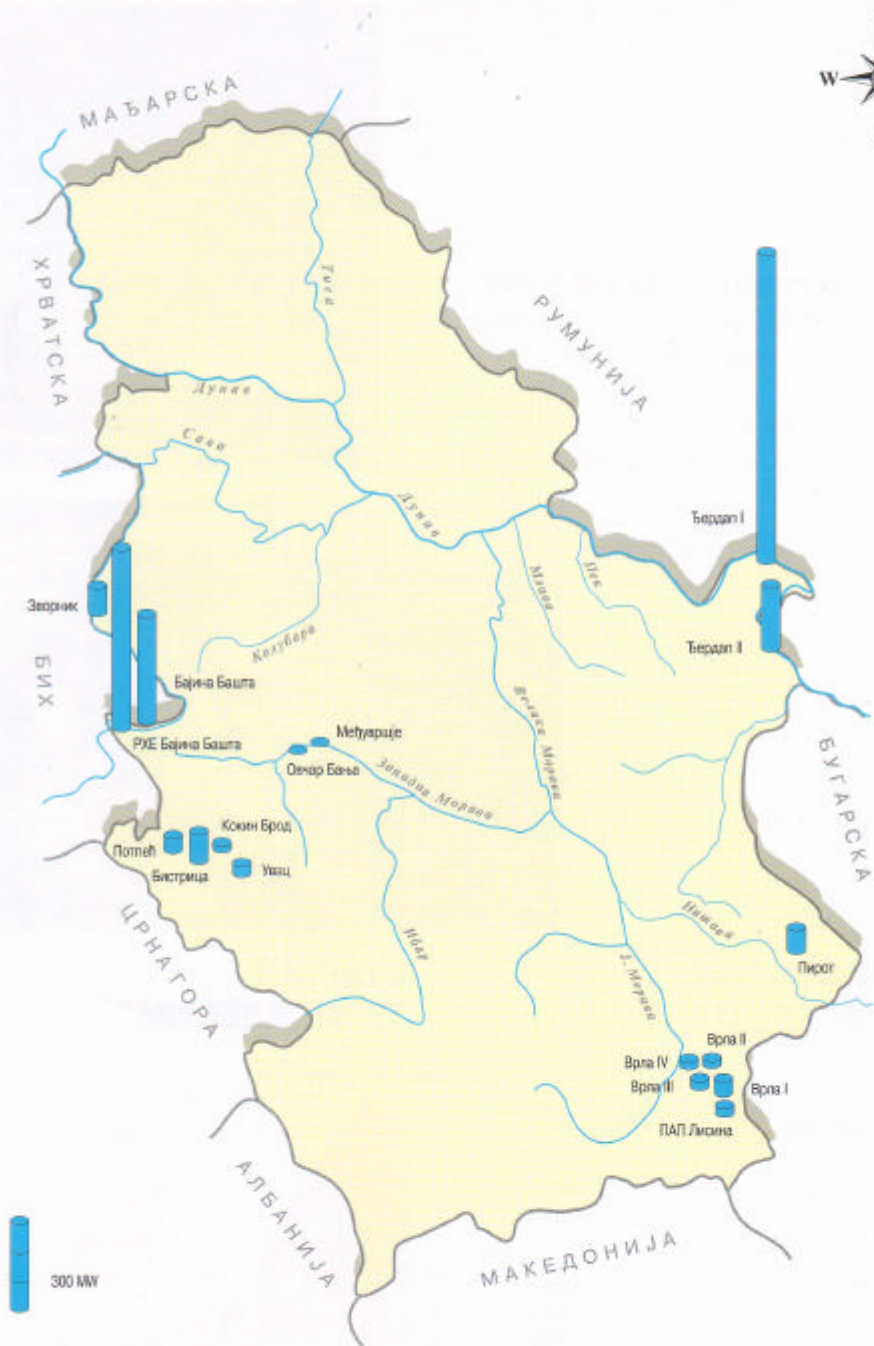 МАЂАРСКА
W
ХРВАТСКА
Тиса
РУМУНИЈА
Дунав
Сава
Дунав
Ђердап I
Млава
Пек
Зворник
Колубара
Ђердап II
БИХ
Бајина Башта
Велика Морава
РХЕ Бајина Башта
Међувршје
Овчар Бања
Западна Морава
БУГАРСКА
Кокин Брод
Потпећ
Бистрица
Увац
ЦРНА ГОРА
Ибар
Нишава
Ј. Морава
Пирот
Врла II
Врла IV
Врла III
Врла I
ПАП Лисина
АЛБАНИЈА
МАКЕДОНИЈА
300 MW